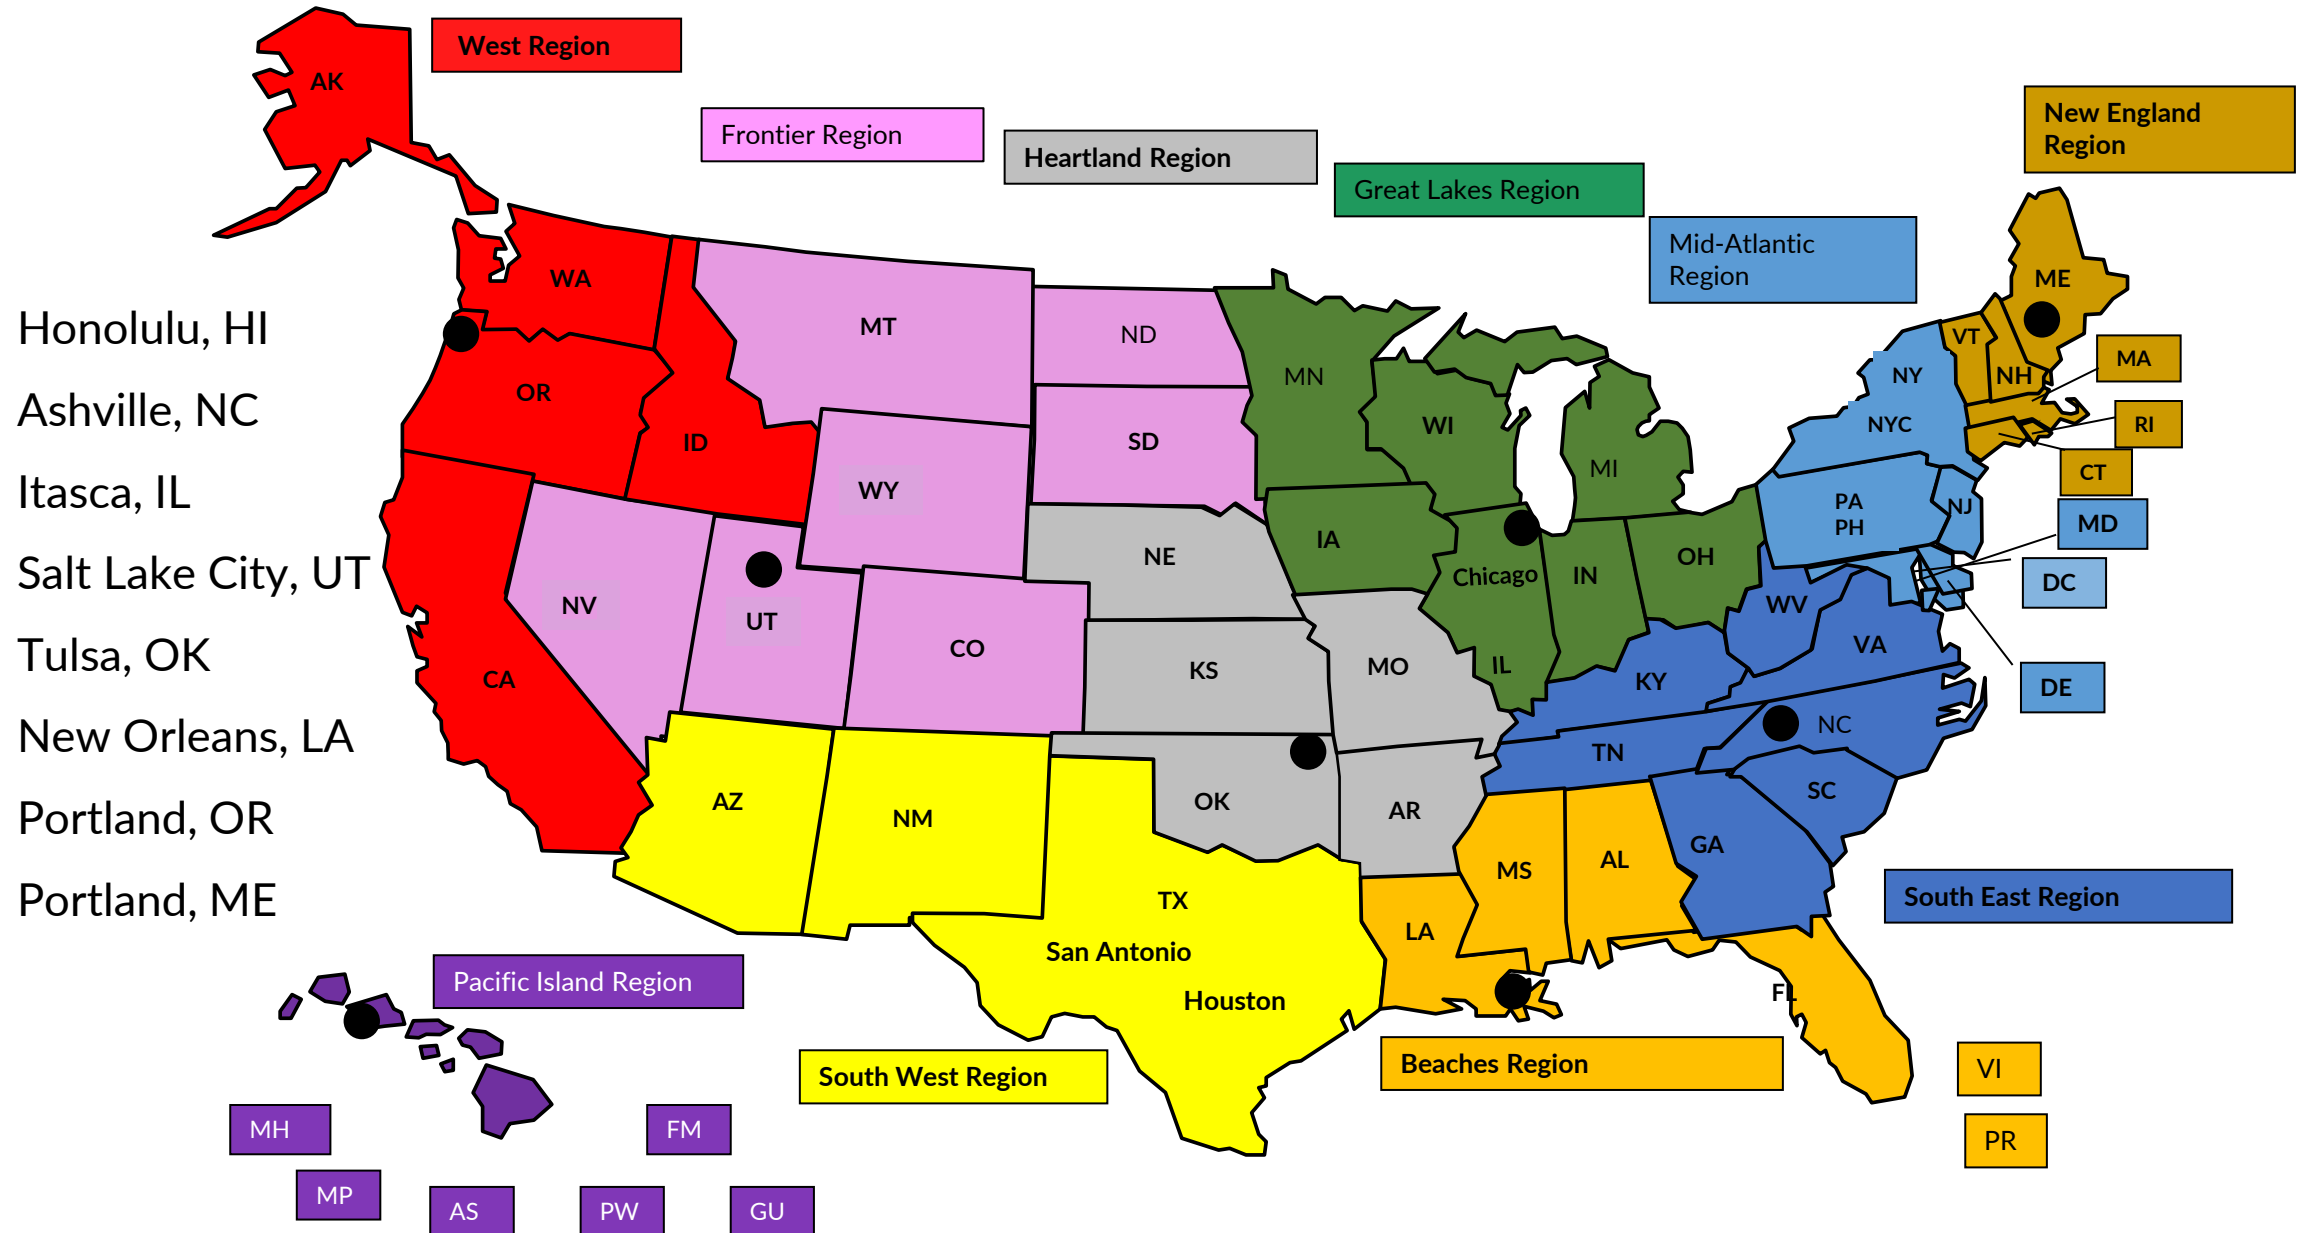 West Region
AK
Frontier Region
Heartland Region
Great Lakes Region
Mid-Atlantic
Region
New England
Region
Honolulu, HI
Ashville, NC
Itasca, IL
Salt Lake City, UT
Tulsa, OK
New Orleans, LA
Portland, OR
Portland, ME
WA
OR
ID
CA
MT
ND
SD
WY
NV
UT
CO
NE
KS
MO
OK
AR
MN
WI
MI
IA
Chicago
IL
IN
OH
NY
NYC
PA
PH
NJ
VT
NH
ME
MA
RI
CT
MD
DC
DE
WV
VA
KY
TN
NC
SC
GA
AZ
NM
TX
San Antonio
Houston
LA
MS
AL
FL
South East Region
Pacific Island Region
South West Region
Beaches Region
VI
PR
MH
FM
MP
AS
PW
GU